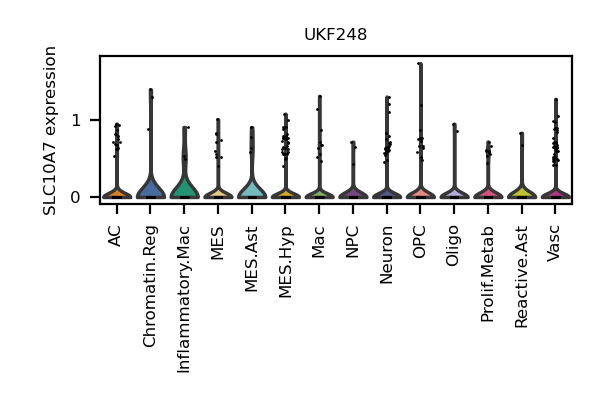 UKF248
SLC10A7 expression
1
0
AC
Chromatin.Reg
Inflammatory.Mac
MES
MES.Ast
MES.Hyp
Mac
NPC
Neuron
OPC
Oligo
Prolif.Metab
Reactive.Ast
Vasc